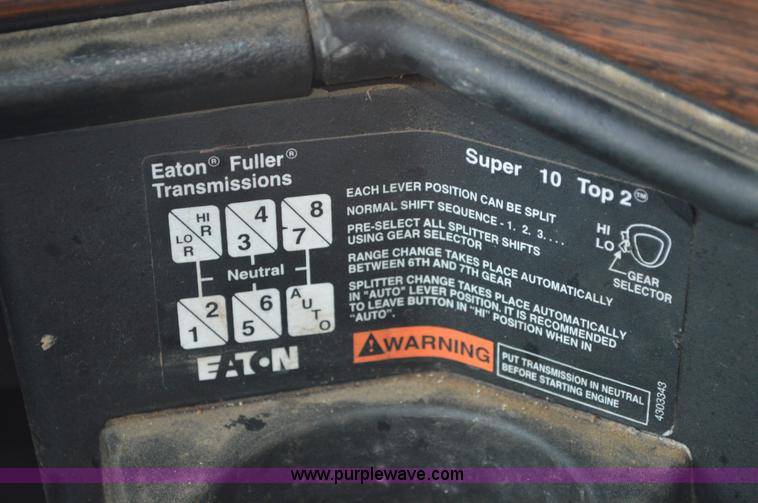 Eaton® Fuller®
Transmissions
Super 10 Top 2™
HI
R
LO
R
4
3
8
7
Neutral
2
1
6
5
AUTO
EATON
EACH LEVER POSITION CAN BE SPLIT
NORMAL SHIFT SEQUENCE - 1. 2. 3. . . .
PRE-SELECT ALL SPLITTER SHIFTS
USING GEAR SELECTOR
RANGE CHANGE TAKES PLACE AUTOMATICALLY
BETWEEN 6TH AND 7TH GEAR
SPLITTER CHANGE TAKES PLACE AUTOMATICALLY
IN "AUTO" LEVER POSITION. IT IS RECOMMENDED
TO LEAVE BUTTON IN "HI" POSITION WHEN IN
"AUTO".
HI
LO
GEAR
SELECTOR
WARNING
PUT TRANSMISSION IN NEUTRAL
BEFORE STARTING ENGINE
4303343
www.purplewave.com